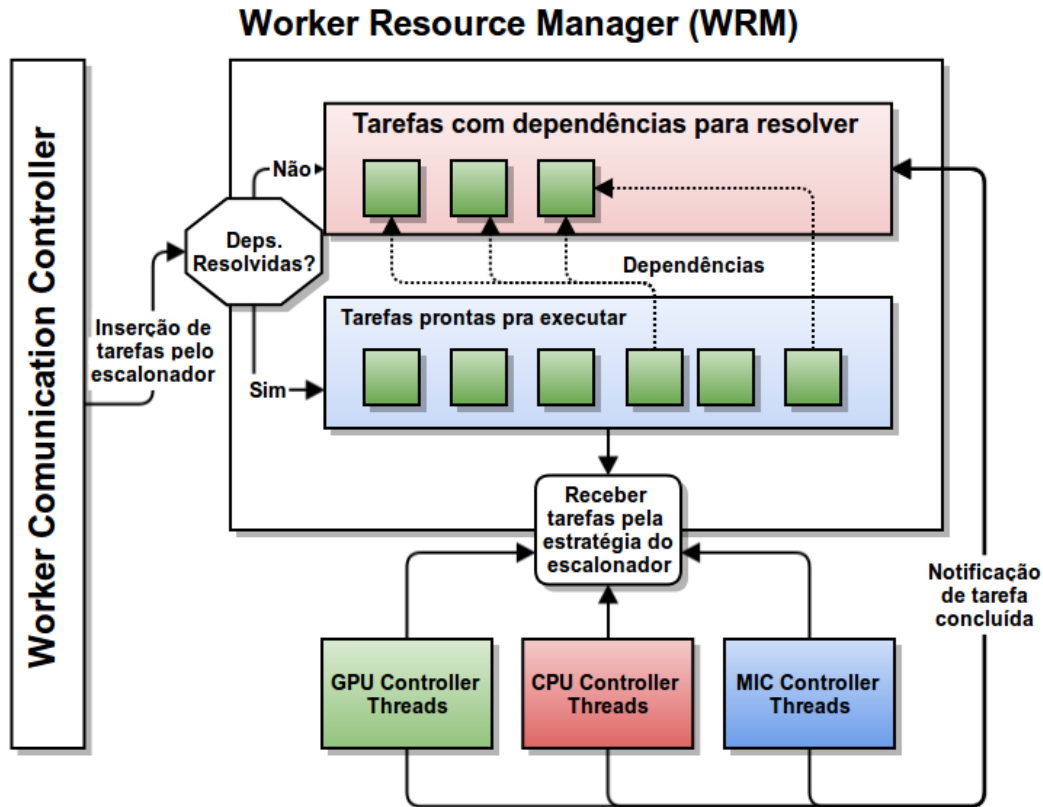 Worker Resource Manager (WRM)
Worker Comunication Controller
Tarefas com dependências para resolver
Não
Deps.
Resolvidas?
Dependências
Inserção de
tarefas pelo
escalonador
Tarefas prontas pra executar
Sim
Receber
tarefas pela
estratégia do
escalonador
Notificação
de tarefa
concluída
GPU Controller
Threads
CPU Controller
Threads
MIC Controller
Threads